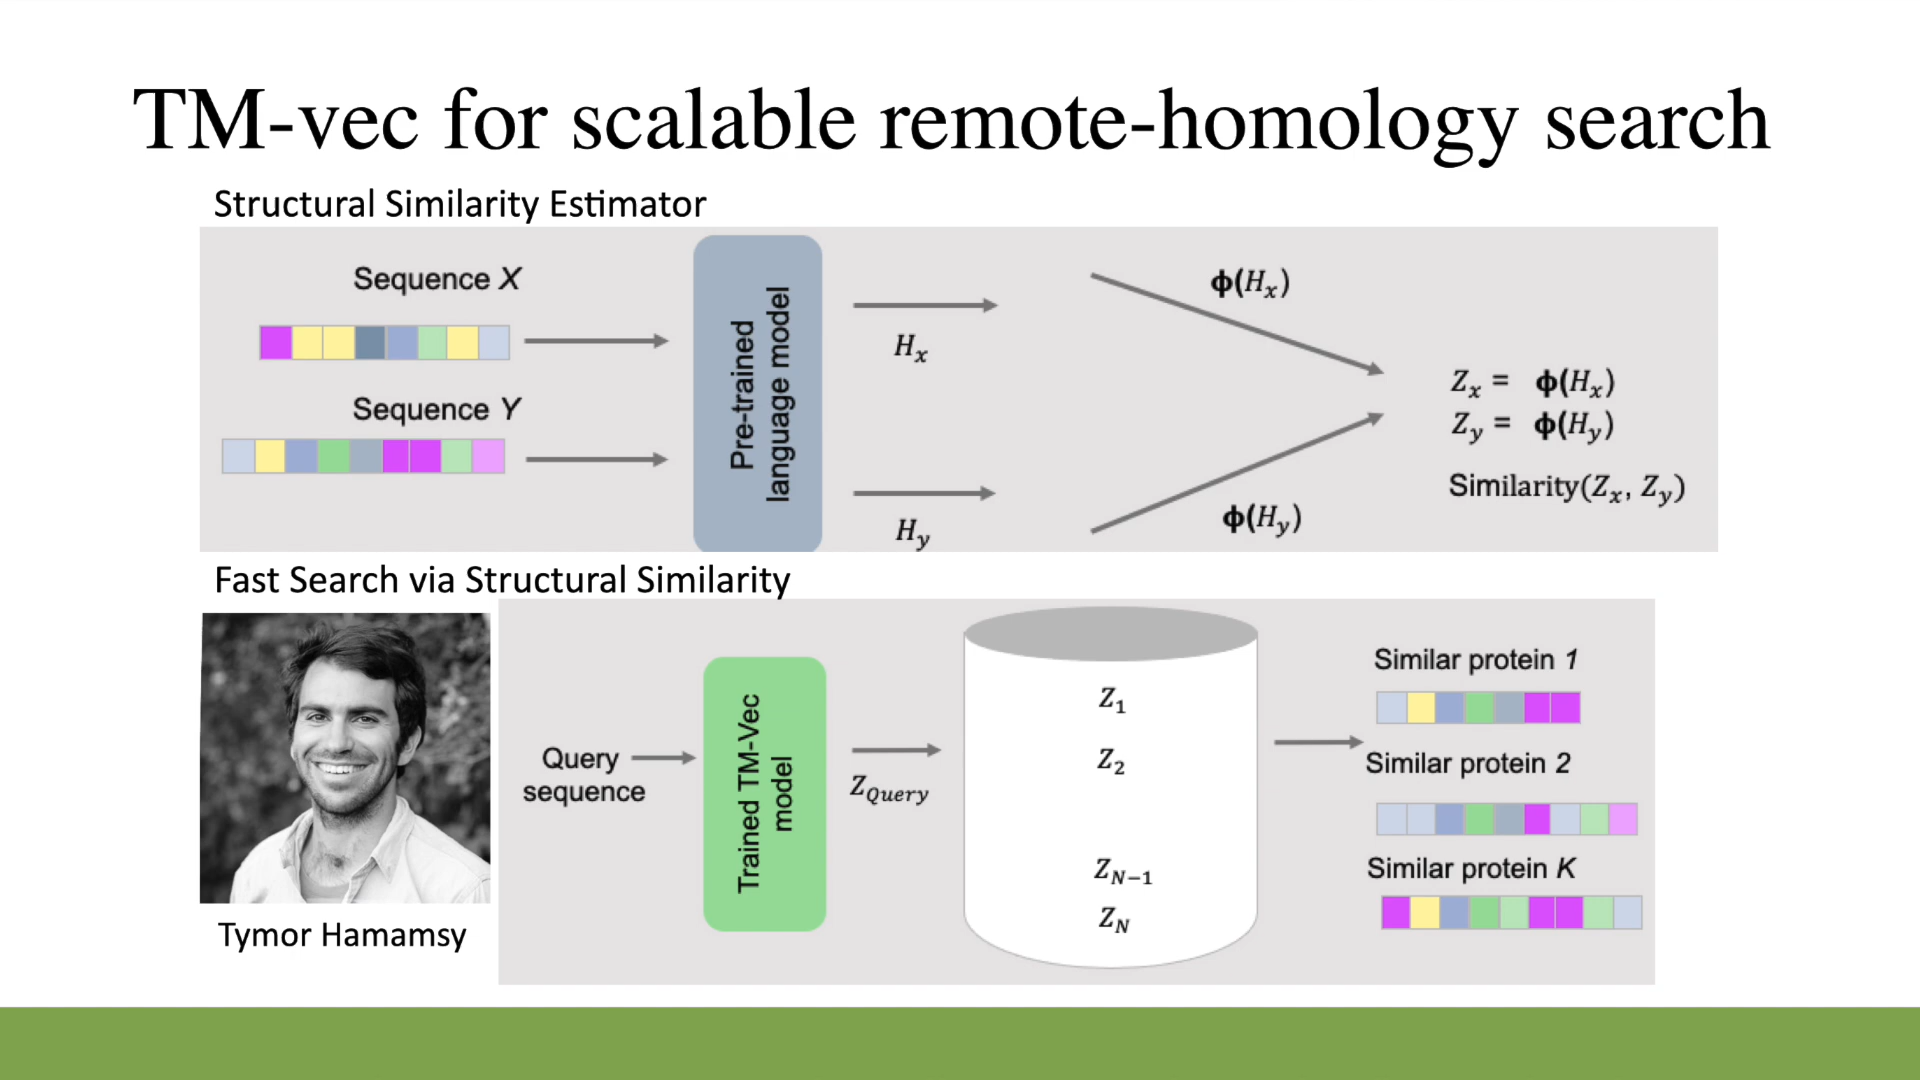 TM-vec for scalable remote-homology search
Structural Similarity Estimator
Sequence X
Sequence Y
Pre-trained
language model
Hx
Hy
ϕ(Hx)
ϕ(Hy)
Zx = ϕ(Hx)
Zy = ϕ(Hy)
Similarity(Zx, Zy)
Fast Search via Structural Similarity
Tymor Hamamsy
Query
sequence
Trained TM-Vec
model
ZQuery
Z1
Z2
ZN−1
ZN
Similar protein 1
Similar protein 2
Similar protein K